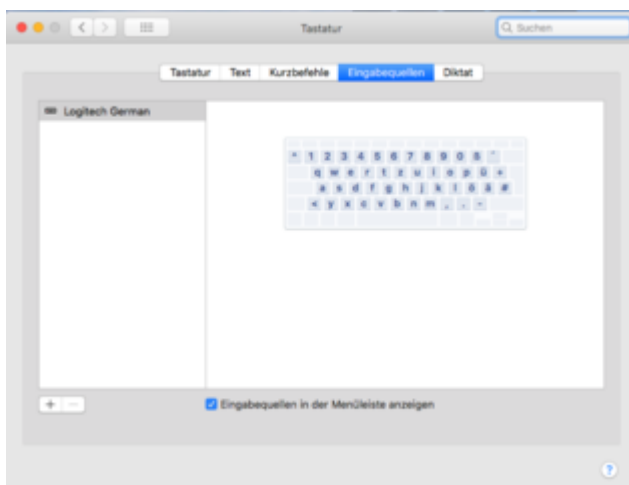 Tastatur
Suchen
Tastatur Text Kurzbefehle Eingabequellen Diktat
Logitech German
^ 1 2 3 4 5 6 7 8 9 0 ß ´
q w e r t z u i o p ü +
a s d f g h j k l ö ä #
< y x c v b n m , . -
+ −
Eingabequellen in der Menüleiste anzeigen
?